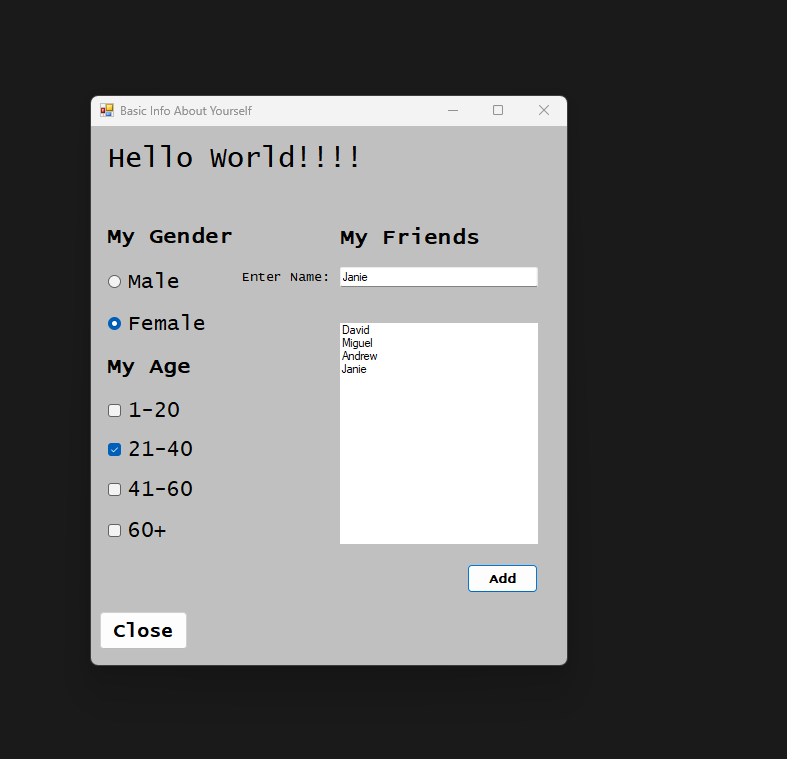 Basic Info About Yourself
Hello World!!!!
My Gender
Male
Female
My Age
1-20
21-40
41-60
60+
My Friends
Enter Name: Janie
David
Miguel
Andrew
Janie
Add
Close